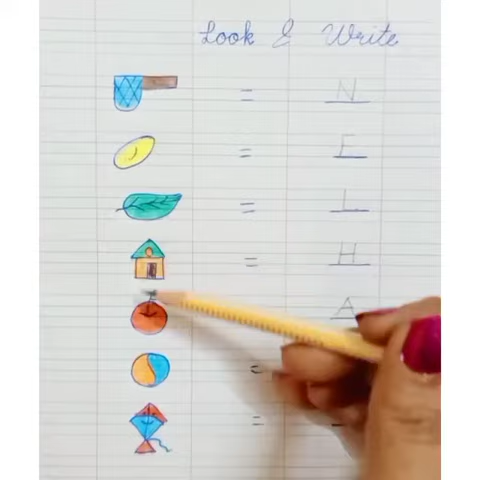 Look & Write
= N
= F
= L
= H
A
=
=